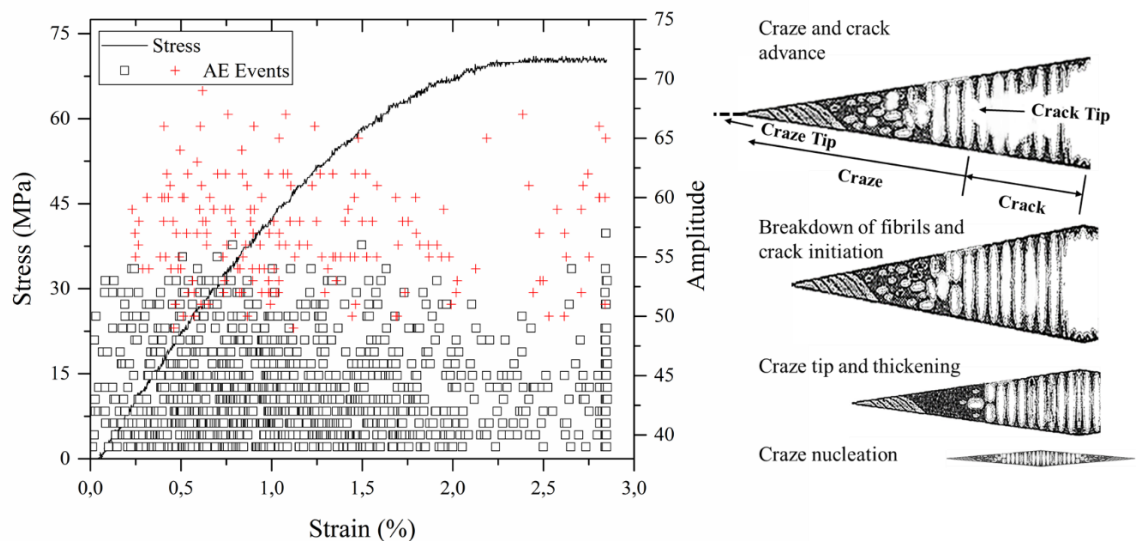 75
60
45
30
15
0
Stress (MPa)
Stress
AE Events
75
70
65
60
55
50
45
40
Amplitude
0,0
0,5
1,0
1,5
2,0
2,5
3,0
Strain (%)
Craze and crack
advance
Crack Tip
Craze Tip
Craze
Crack
Breakdown of fibrils and
crack initiation
Craze tip and thickening
Craze nucleation